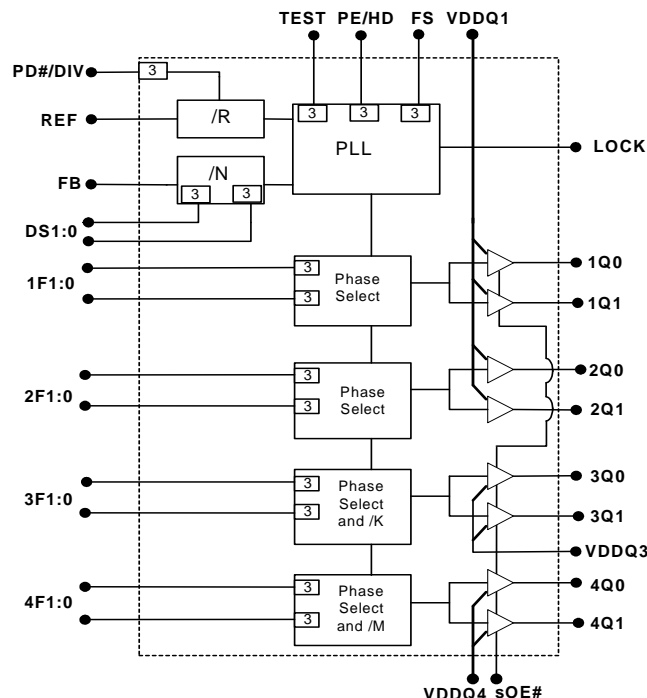 TEST PE/HD FS VDDQ1
PD#/DIV
3
REF
/R
3 3 3
PLL
LOCK
FB
/N
3 3
DS1:0
1F1:0
3
3
Phase
Select
1Q0
1Q1
2F1:0
3
3
Phase
Select
2Q0
2Q1
3F1:0
3
3
Phase
Select
and /K
3Q0
3Q1
VDDQ3
4F1:0
3
3
Phase
Select
and /M
4Q0
4Q1
VDDQ4 sOE#